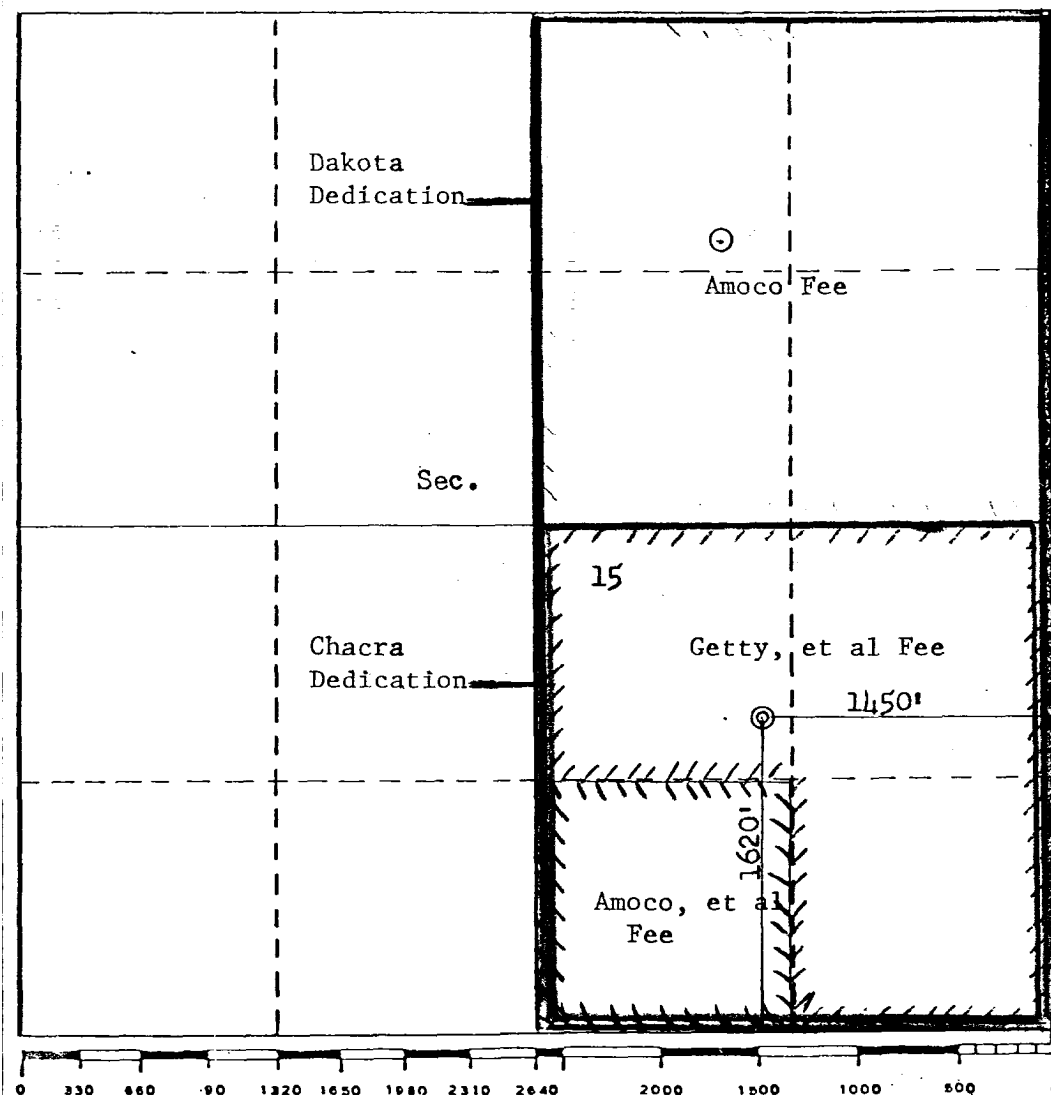 Dakota
Dedication
Amoco Fee
Sec.
15
Chacra
Dedication
Getty, et al Fee
1450'
1620'
Amoco, et al
Fee
0 330 660 90 1320 1650 1980 2310 2640 2000 1500 1000 500